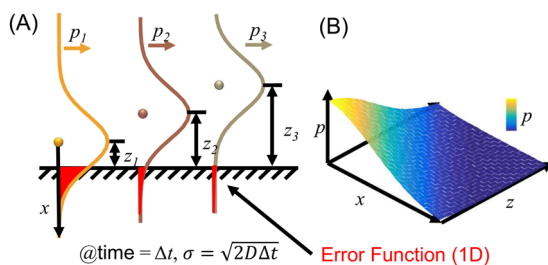 (A)
p₁
p₂
p₃
z₁
z₂
z₃
x
@time = Δt, σ = √2DΔt
Error Function (1D)
(B)
p
p
x
z